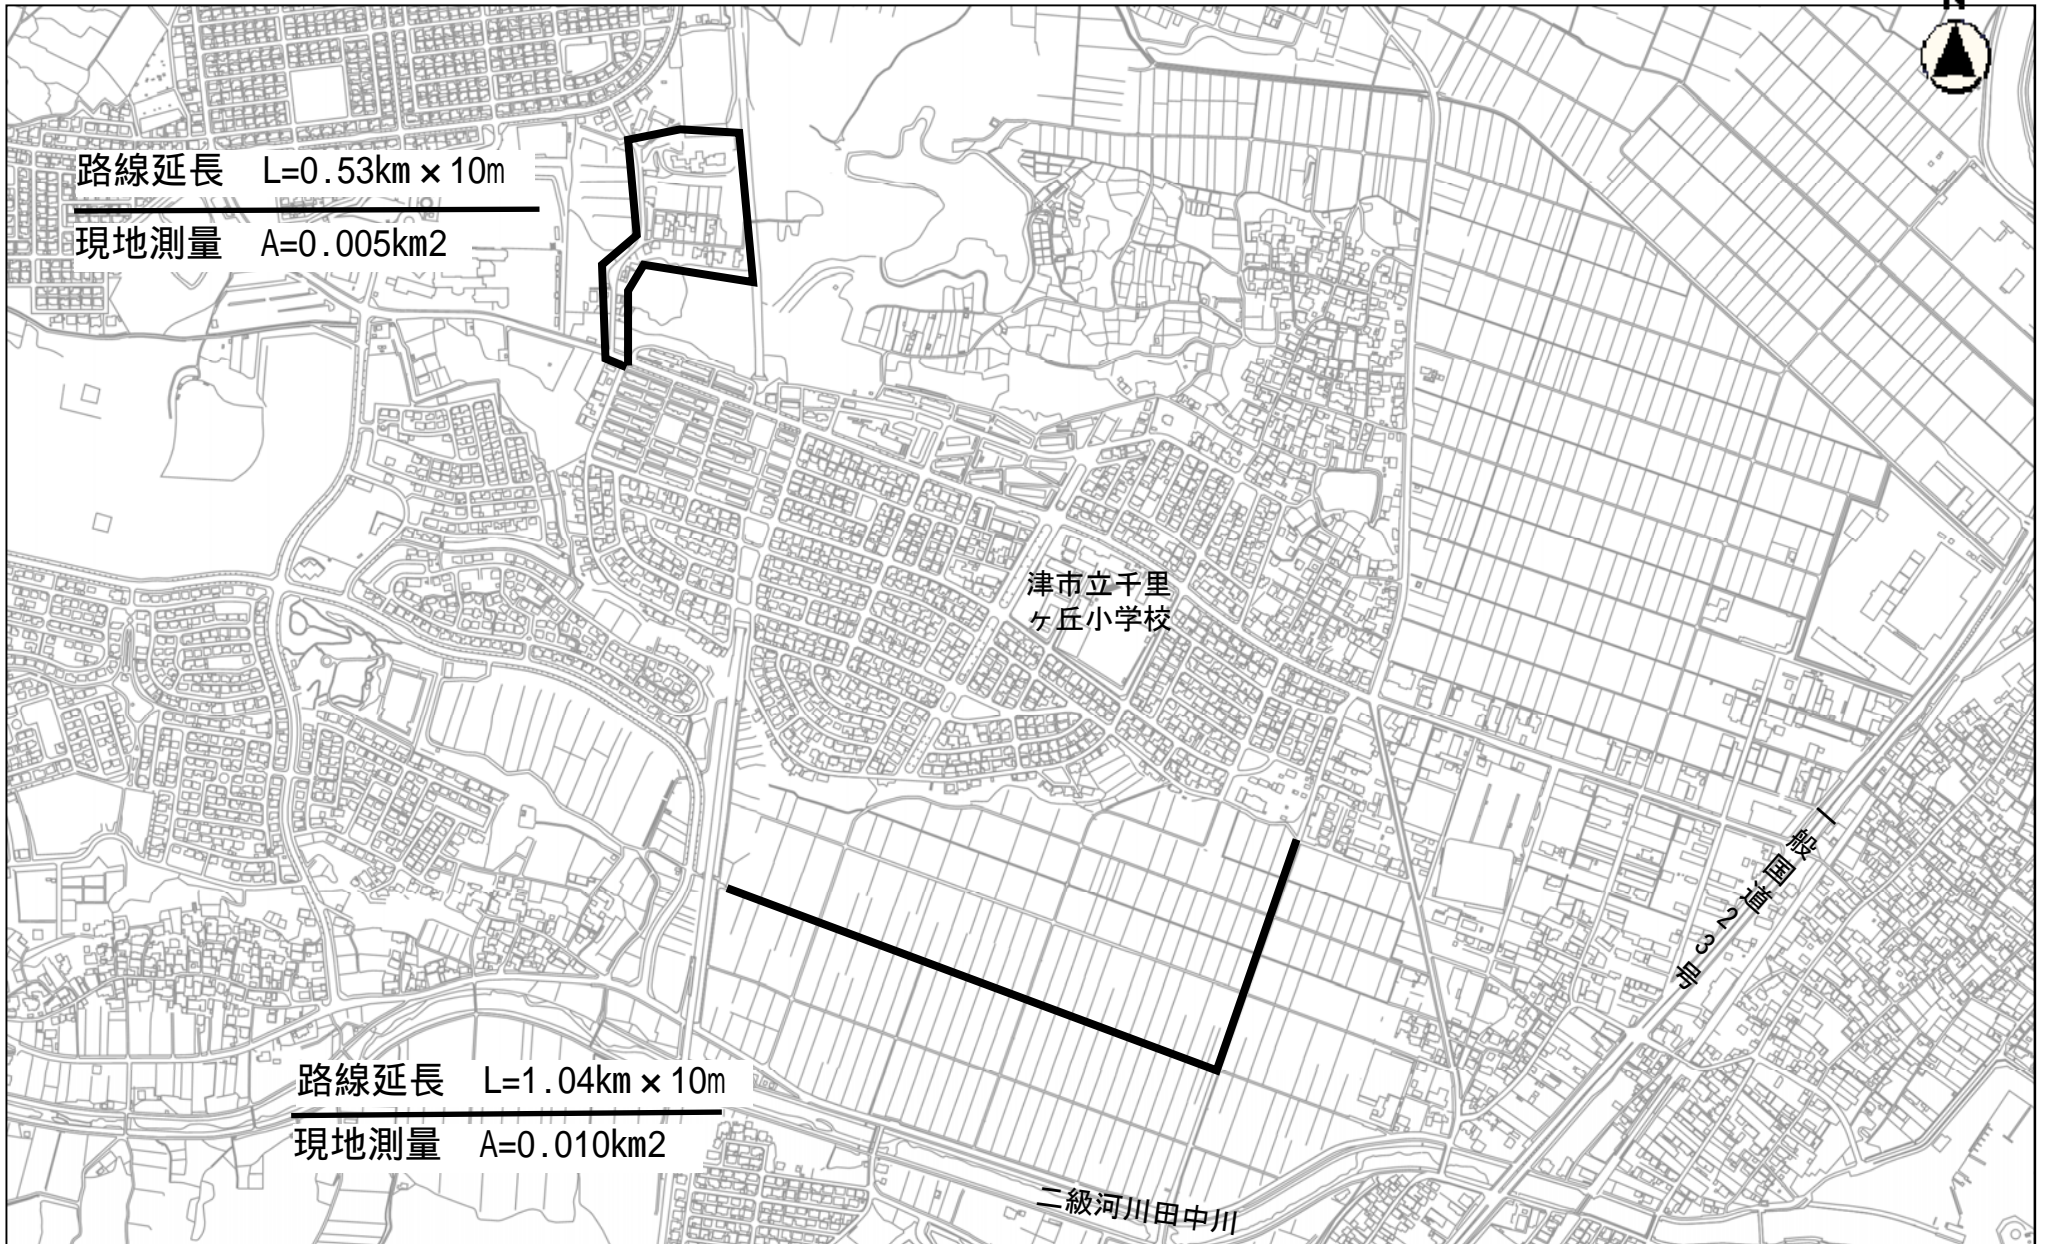 N
路線延長 L=0.53km×10m
現地測量 A=0.005km2
津市立千里
ヶ丘小学校
一般国道23号
路線延長 L=1.04km×10m
現地測量 A=0.010km2
二級河川田中川